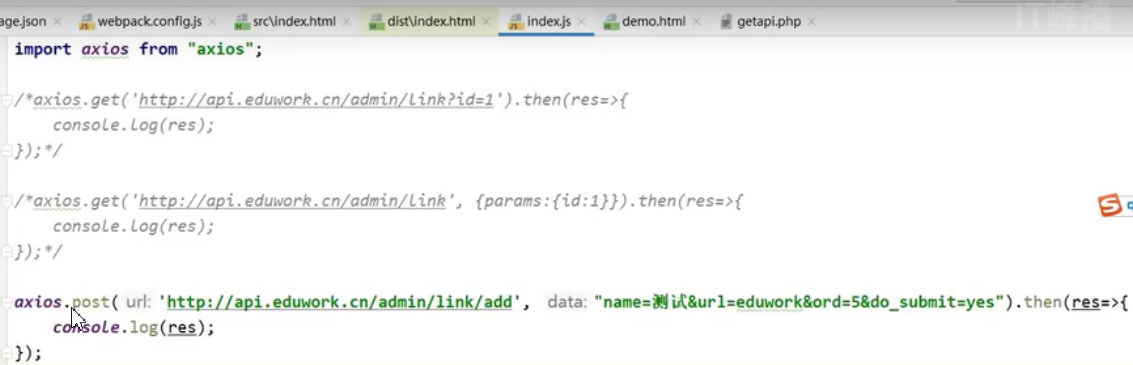 age.json webpack.config.js src\index.html dist\index.html index.js demo.html getapi.php
IT峰播
import axios from "axios";
/*axios.get('http://api.eduwork.cn/admin/link?id=1').then(res=>{
console.log(res);
});*/
/*axios.get('http://api.eduwork.cn/admin/link', {params:{id:1}}).then(res=>{
console.log(res);
});*/
axios.post( url: 'http://api.eduwork.cn/admin/link/add', data: "name=测试&url=eduwork&ord=5&do_submit=yes").then(res=>{
console.log(res);
});